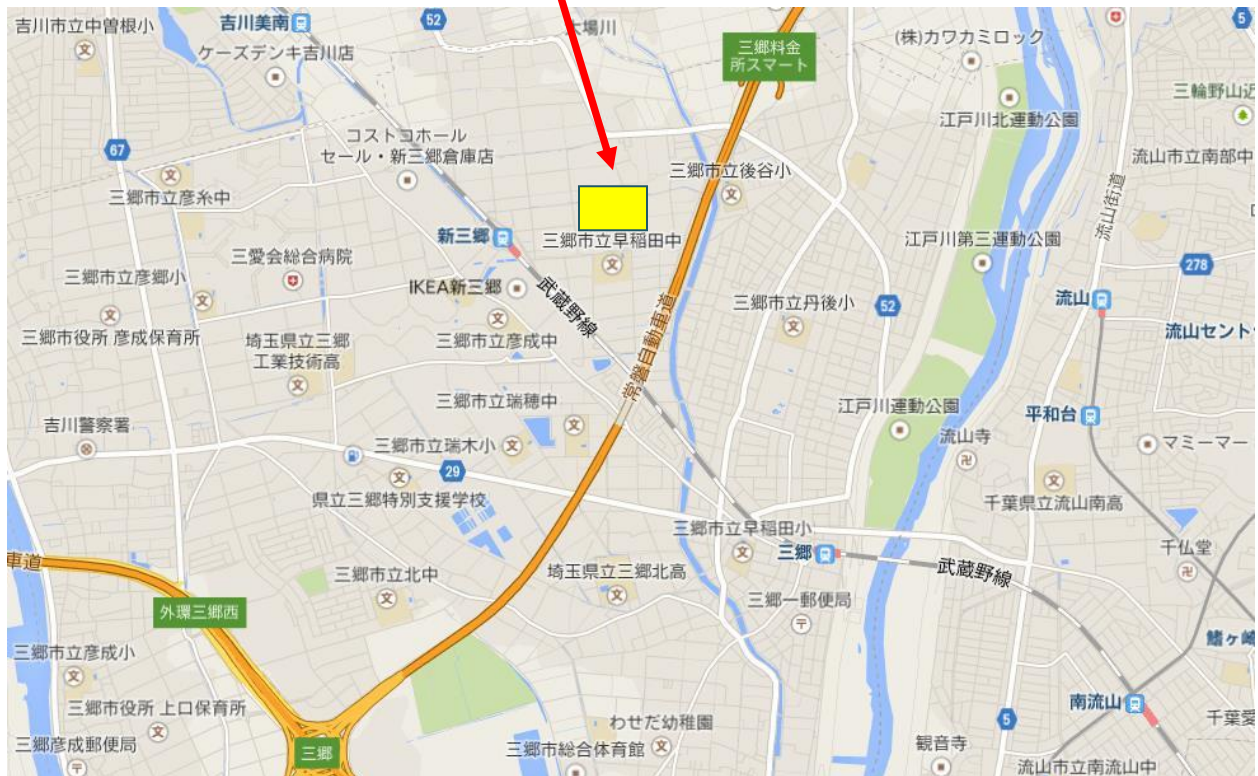 吉川市立中曽根小
吉川美南
52
大場川
三郷料金
所スマート
(株)カワカミロック
5
ケーズデンキ吉川店
三輪野山近
江戸川北運動公園
67
コストコホール
セール・新三郷倉庫店
三郷市立後谷小
流山市立南部中
三郷市立彦糸中
流山街道
新三郷
三郷市立早稲田中
江戸川第三運動公園
三愛会総合病院
278
三郷市立彦郷小
IKEA新三郷
武蔵野線
三郷市立丹後小
52
流山
三郷市役所 彦成保育所
埼玉県立三郷
工業技術高
三郷市立彦成中
常磐自動車道
流山セント
三郷市立瑞穂中
江戸川運動公園
平和台
吉川警察署
三郷市立瑞木小
流山寺
マミーマー
29
県立三郷特別支援学校
千葉県立流山南高
三郷市立早稲田小
三郷
千仏堂
車道
三郷市立北中
埼玉県立三郷北高
武蔵野線
外環三郷西
三郷一郵便局
三郷市立彦成小
鰭ヶ崎
三郷市役所 上口保育所
南流山
わせだ幼稚園
5
千葉愛
三郷彦成郵便局
三郷
三郷市総合体育館
観音寺
流山市立南流山中